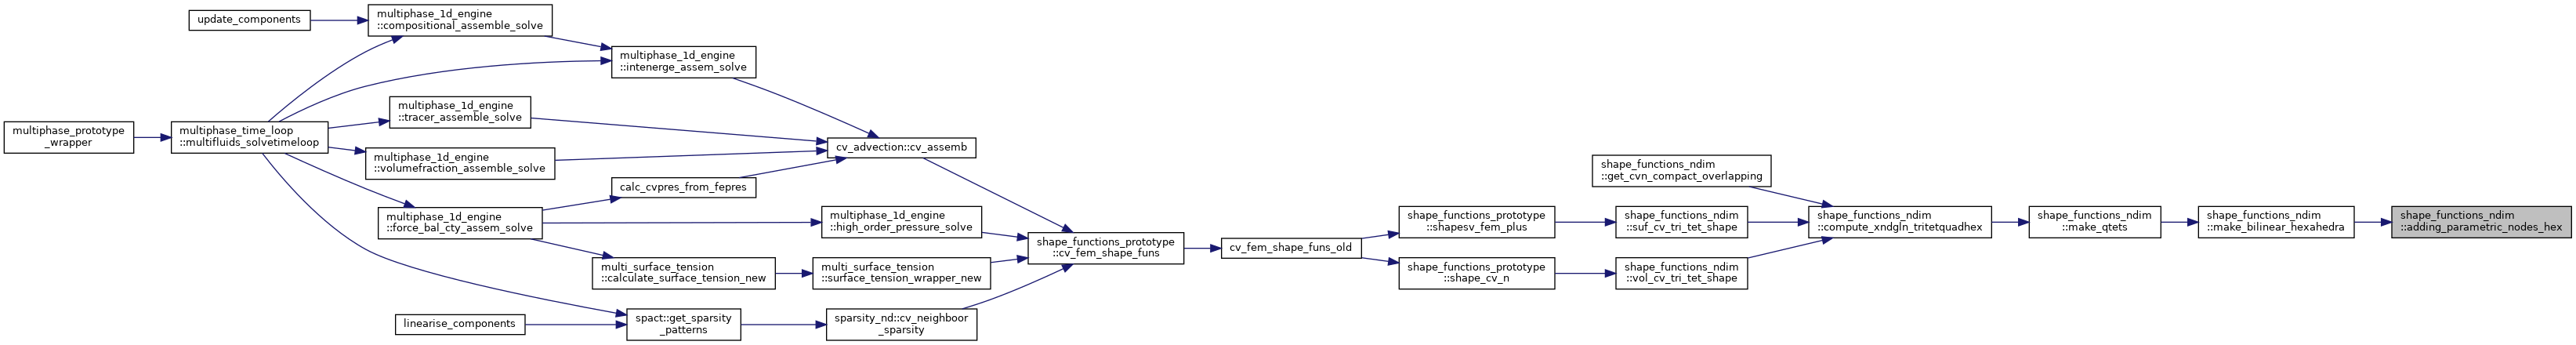 update_components
multiphase_1d_engine
::compositional_assemble_solve
multiphase_1d_engine
::intenerge_assem_solve
multiphase_prototype
_wrapper
multiphase_time_loop
::multifluids_solvetimeloop
multiphase_1d_engine
::tracer_assemble_solve
multiphase_1d_engine
::volumefraction_assemble_solve
cv_advection::cv_assemb
calc_cvpres_from_fepres
multiphase_1d_engine
::force_bal_cty_assem_solve
multiphase_1d_engine
::high_order_pressure_solve
multi_surface_tension
::calculate_surface_tension_new
multi_surface_tension
::surface_tension_wrapper_new
linearise_components
spact::get_sparsity
_patterns
sparsity_nd::cv_neighboor
_sparsity
shape_functions_prototype
::cv_fem_shape_funs
cv_fem_shape_funs_old
shape_functions_prototype
::shapesv_fem_plus
shape_functions_prototype
::shape_cv_n
shape_functions_ndim
::get_cvn_compact_overlapping
shape_functions_ndim
::suf_cv_tri_tet_shape
shape_functions_ndim
::vol_cv_tri_tet_shape
shape_functions_ndim
::compute_xndgln_tritetquadhex
shape_functions_ndim
::make_qtets
shape_functions_ndim
::make_bilinear_hexahedra
shape_functions_ndim
::adding_parametric_nodes_hex